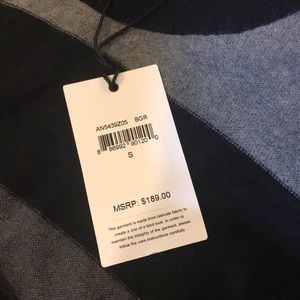 AN5439Z05 BGR
8 86992 90120 0
S
MSRP: $189.00
This garment is made from delicate fabric to
create a one of a kind look. In order to
maintain the integrity of the garment, please
follow the care instructions carefully.